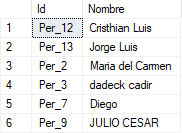 Id Nombre
1 Per_12 Cristhian Luis
2 Per_13 Jorge Luis
3 Per_2 Maria del Carmen
4 Per_3 dadeck cadir
5 Per_7 Diego
6 Per_9 JULIO CESAR